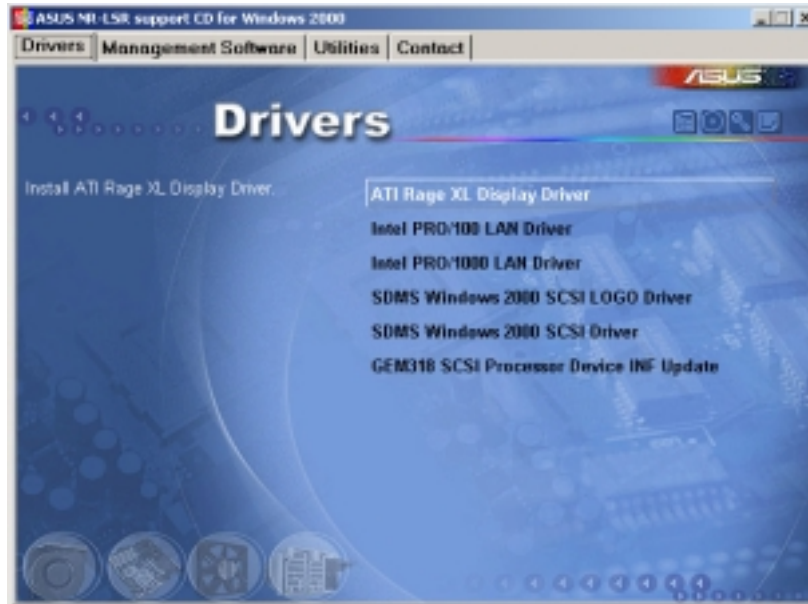 ASUS NR-LSR support CD for Windows 2000
Drivers Management Software Utilities Contact
ASUS
Drivers
Install ATI Rage XL Display Driver.
ATI Rage XL Display Driver
Intel PRO/100 LAN Driver
Intel PRO/1000 LAN Driver
SDMS Windows 2000 SCSI LOGO Driver
SDMS Windows 2000 SCSI Driver
GEM318 SCSI Processor Device INF Update